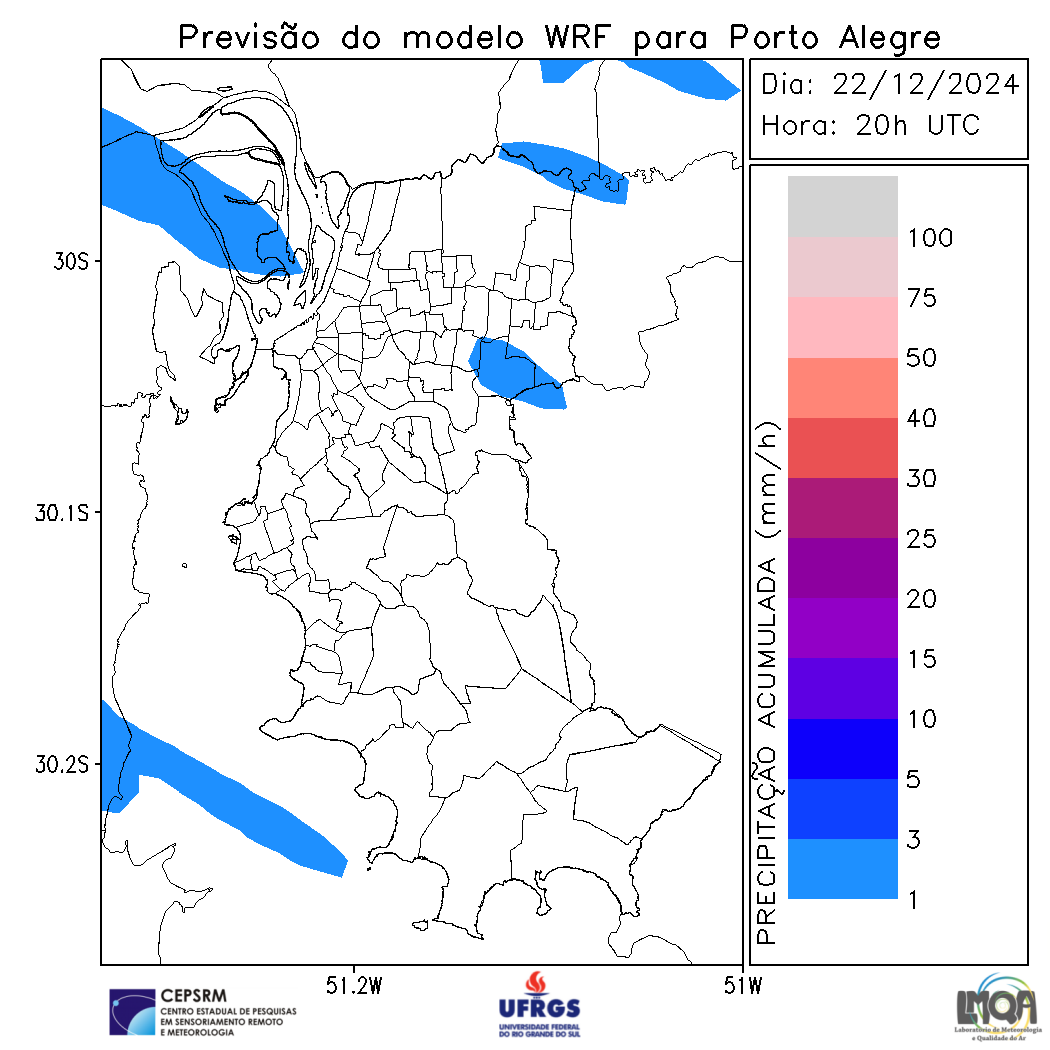 Previsão do modelo WRF para Porto Alegre
Dia: 22/12/2024
Hora: 20h UTC
30S
30.1S
30.2S
51.2W
51W
PRECIPITAÇÃO ACUMULADA (mm/h)
100
75
50
40
30
25
20
15
10
5
3
1
CEPSRM
CENTRO ESTADUAL DE PESQUISAS
EM SENSORIAMENTO REMOTO
E METEOROLOGIA
UFRGS
UNIVERSIDADE FEDERAL
DO RIO GRANDE DO SUL
LMQA
Laboratório de Meteorologia
e Qualidade do Ar